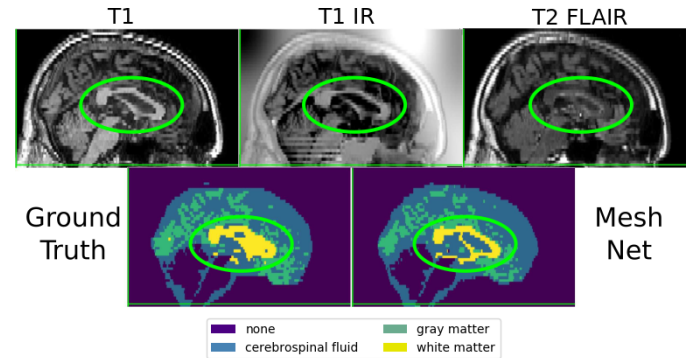 T1 T1 IR T2 FLAIR
Ground Mesh
Truth Net
none gray matter
cerebrospinal fluid white matter